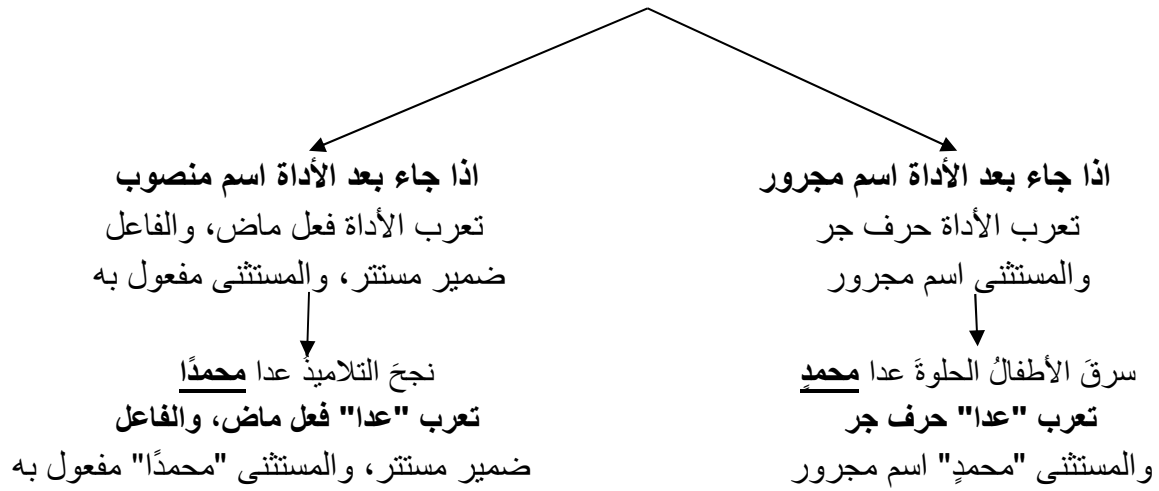 اذا جاء بعد الأداة اسم مجرور
تعرب الأداة حرف جر
والمستثنى اسم مجرور
سرقَ الأطفالُ الحلوةَ عدا محمدٍ
تعرب "عدا" حرف جر
والمستثنى "محمدٍ" اسم مجرور
اذا جاء بعد الأداة اسم منصوب
تعرب الأداة فعل ماض، والفاعل
ضمير مستتر، والمستثنى مفعول به
نجحَ التلاميذُ عدا محمدًا
تعرب "عدا" فعل ماض، والفاعل
ضمير مستتر، والمستثنى "محمدًا" مفعول به